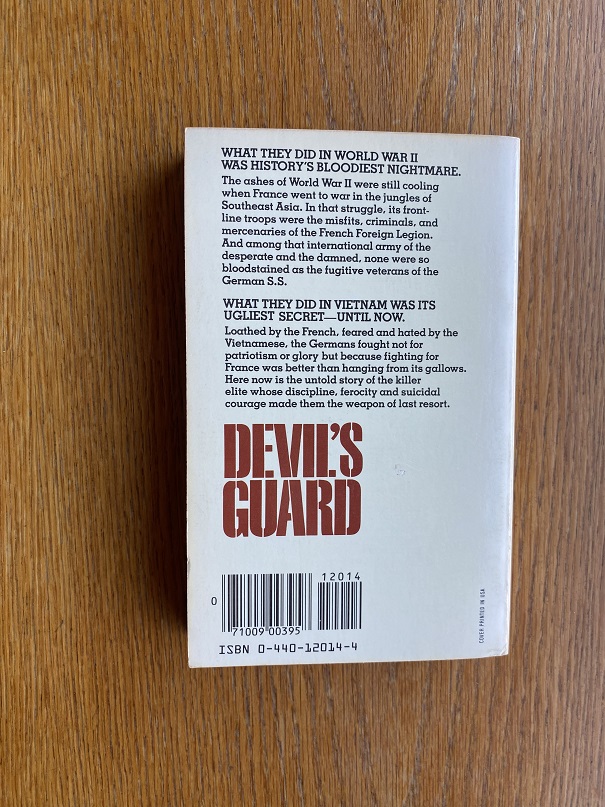 WHAT THEY DID IN WORLD WAR II
WAS HISTORY'S BLOODIEST NIGHTMARE.
The ashes of World War II were still cooling
when France went to war in the jungles of
Southeast Asia. In that struggle, its front-
line troops were the misfits, criminals, and
mercenaries of the French Foreign Legion.
And among that international army of the
desperate and the damned, none were so
bloodstained as the fugitive veterans of the
German S.S.
WHAT THEY DID IN VIETNAM WAS ITS
UGLIEST SECRET—UNTIL NOW.
Loathed by the French, feared and hated by the
Vietnamese, the Germans fought not for
patriotism or glory but because fighting for
France was better than hanging from its gallows.
Here now is the untold story of the killer
elite whose discipline, ferocity and suicidal
courage made them the weapon of last resort.
DEVIL'S
GUARD
12014
0
71009 00395
ISBN 0-440-12014-4
COVER PRINTED IN USA